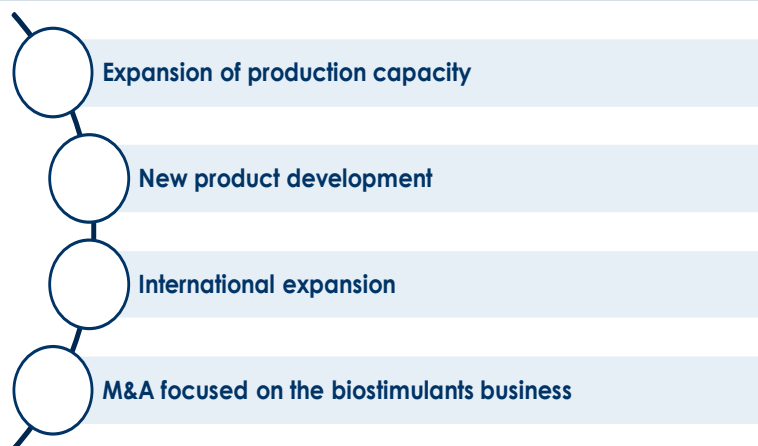 Expansion of production capacity
New product development
International expansion
M&A focused on the biostimulants business